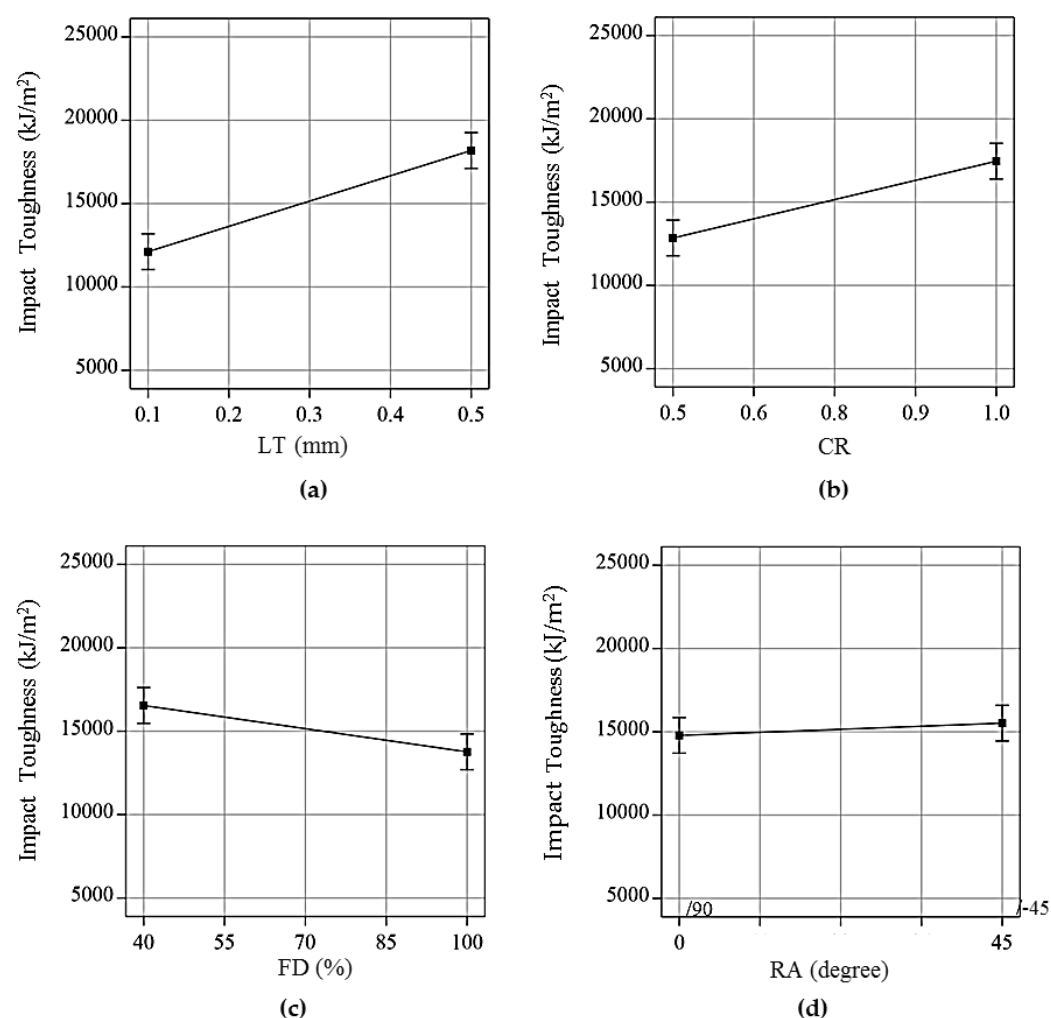 25000
20000
15000
10000
5000
Impact Toughness (kJ/m²)
0.1 0.2 0.3 0.4 0.5
LT (mm)
(a)
25000
20000
15000
10000
5000
Impact Toughness (kJ/m²)
0.5 0.6 0.8 0.9 1.0
CR
(b)
25000
20000
15000
10000
5000
Impact Toughness (kJ/m²)
40 55 70 85 100
FD (%)
(c)
25000
20000
15000
10000
5000
Impact Toughness (kJ/m²)
/90 /-45
0 45
RA (degree)
(d)